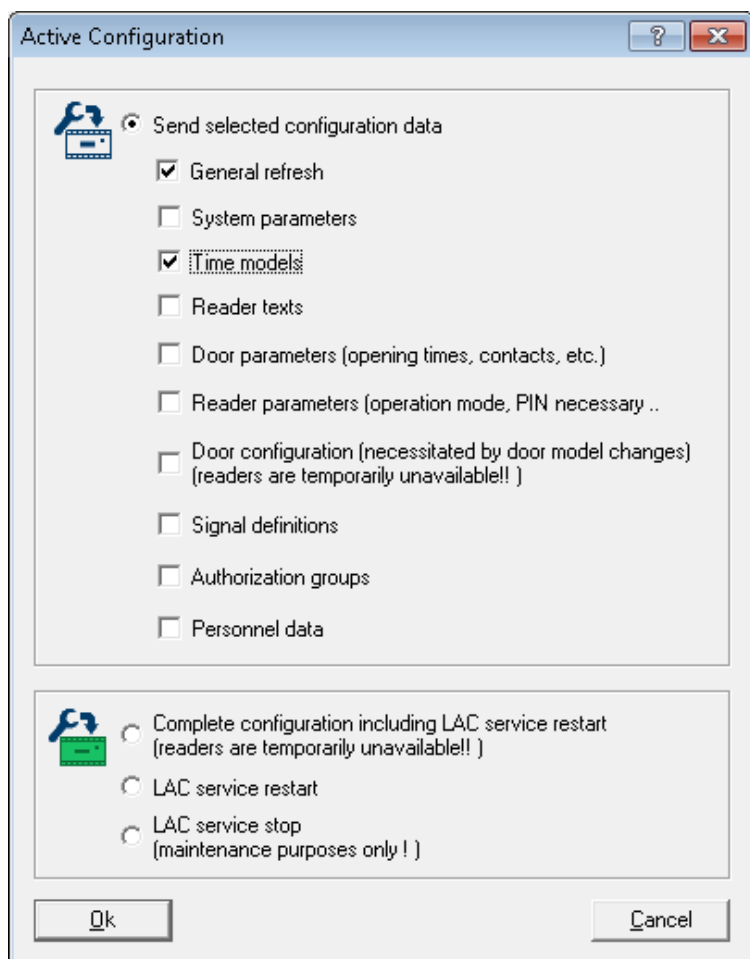 Active Configuration
Send selected configuration data
General refresh
System parameters
Time models
Reader texts
Door parameters (opening times, contacts, etc.)
Reader parameters (operation mode, PIN necessary ..
Door configuration (necessitated by door model changes)
(readers are temporarily unavailable!! )
Signal definitions
Authorization groups
Personnel data
Complete configuration including LAC service restart
(readers are temporarily unavailable!! )
LAC service restart
LAC service stop
(maintenance purposes only ! )
Ok
Cancel